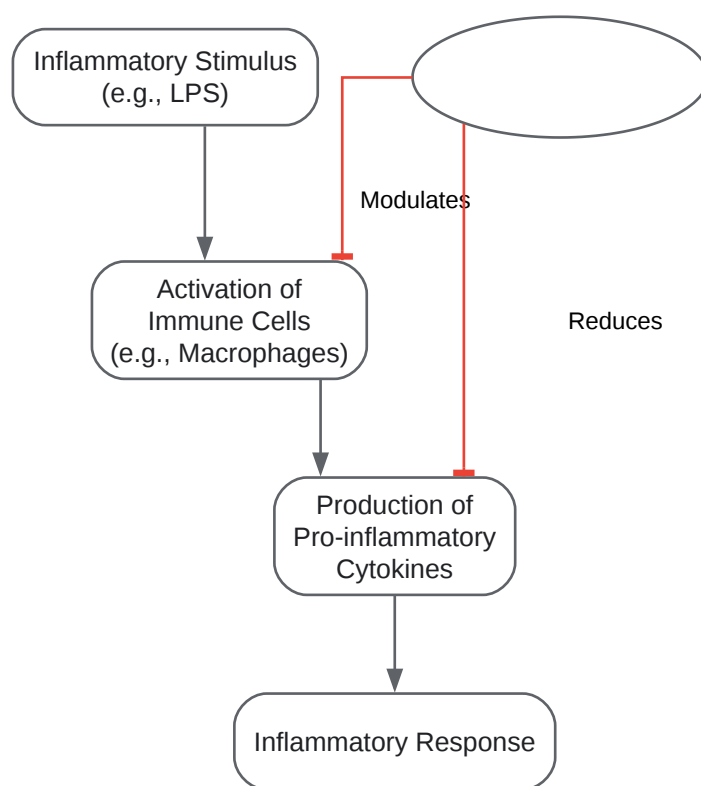 Inflammatory Stimulus
(e.g., LPS)
Modulates
Activation of
Immune Cells
(e.g., Macrophages)
Reduces
Production of
Pro-inflammatory
Cytokines
Inflammatory Response